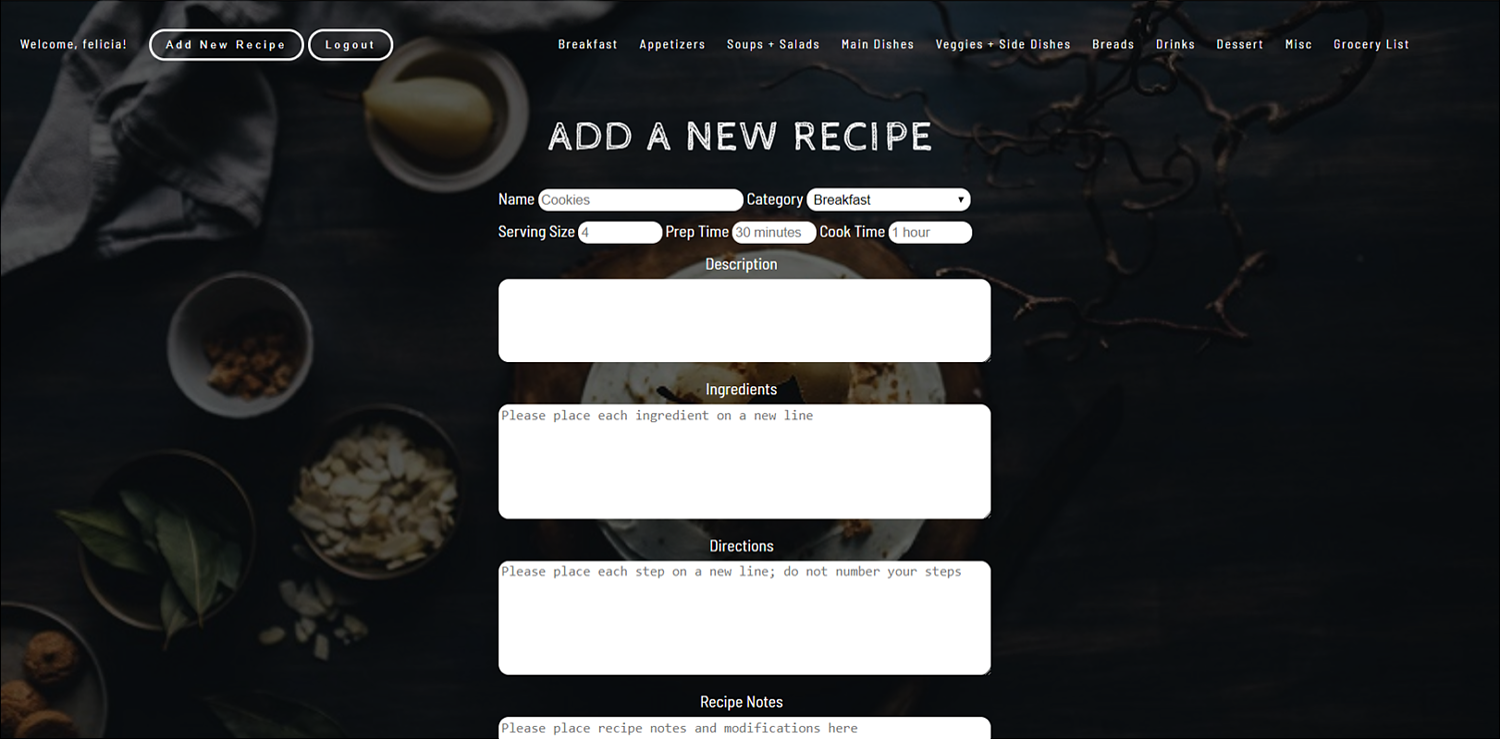 Welcome, felicia! Add New Recipe Logout Breakfast Appetizers Soups + Salads Main Dishes Veggies + Side Dishes Breads Drinks Dessert Misc Grocery List
ADD A NEW RECIPE
Name Cookies Category Breakfast
Serving Size 4 Prep Time 30 minutes Cook Time 1 hour
Description
Ingredients
Please place each ingredient on a new line
Directions
Please place each step on a new line; do not number your steps
Recipe Notes
Please place recipe notes and modifications here